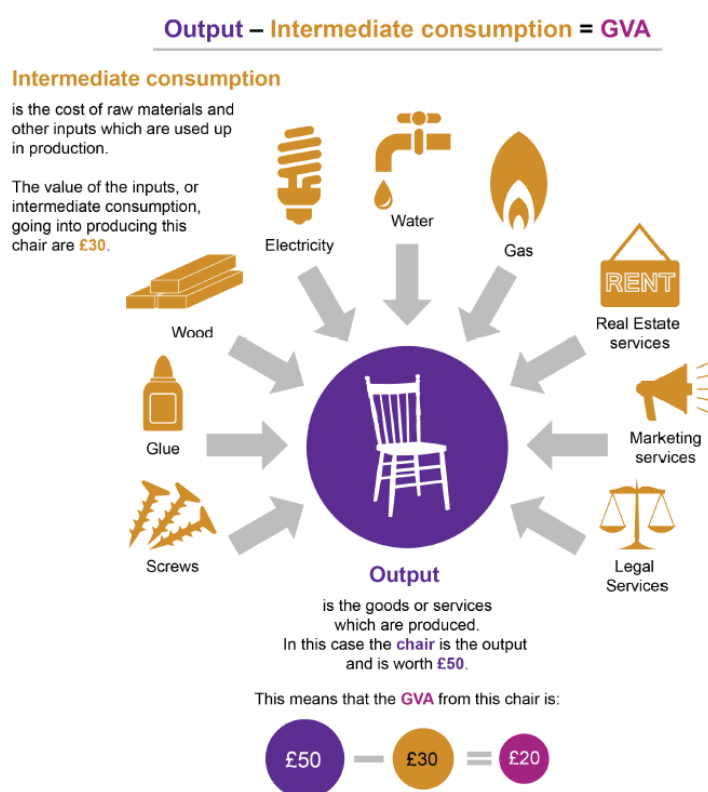 Output – Intermediate consumption = GVA
Intermediate consumption
is the cost of raw materials and
other inputs which are used up
in production.
The value of the inputs, or
intermediate consumption,
going into producing this
chair are £30.
Electricity
Water
Gas
Wood
RENT
Real Estate
services
Glue
Marketing
services
Screws
Legal
Services
Output
is the goods or services
which are produced.
In this case the chair is the output
and is worth £50.
This means that the GVA from this chair is:
£50 – £30 = £20